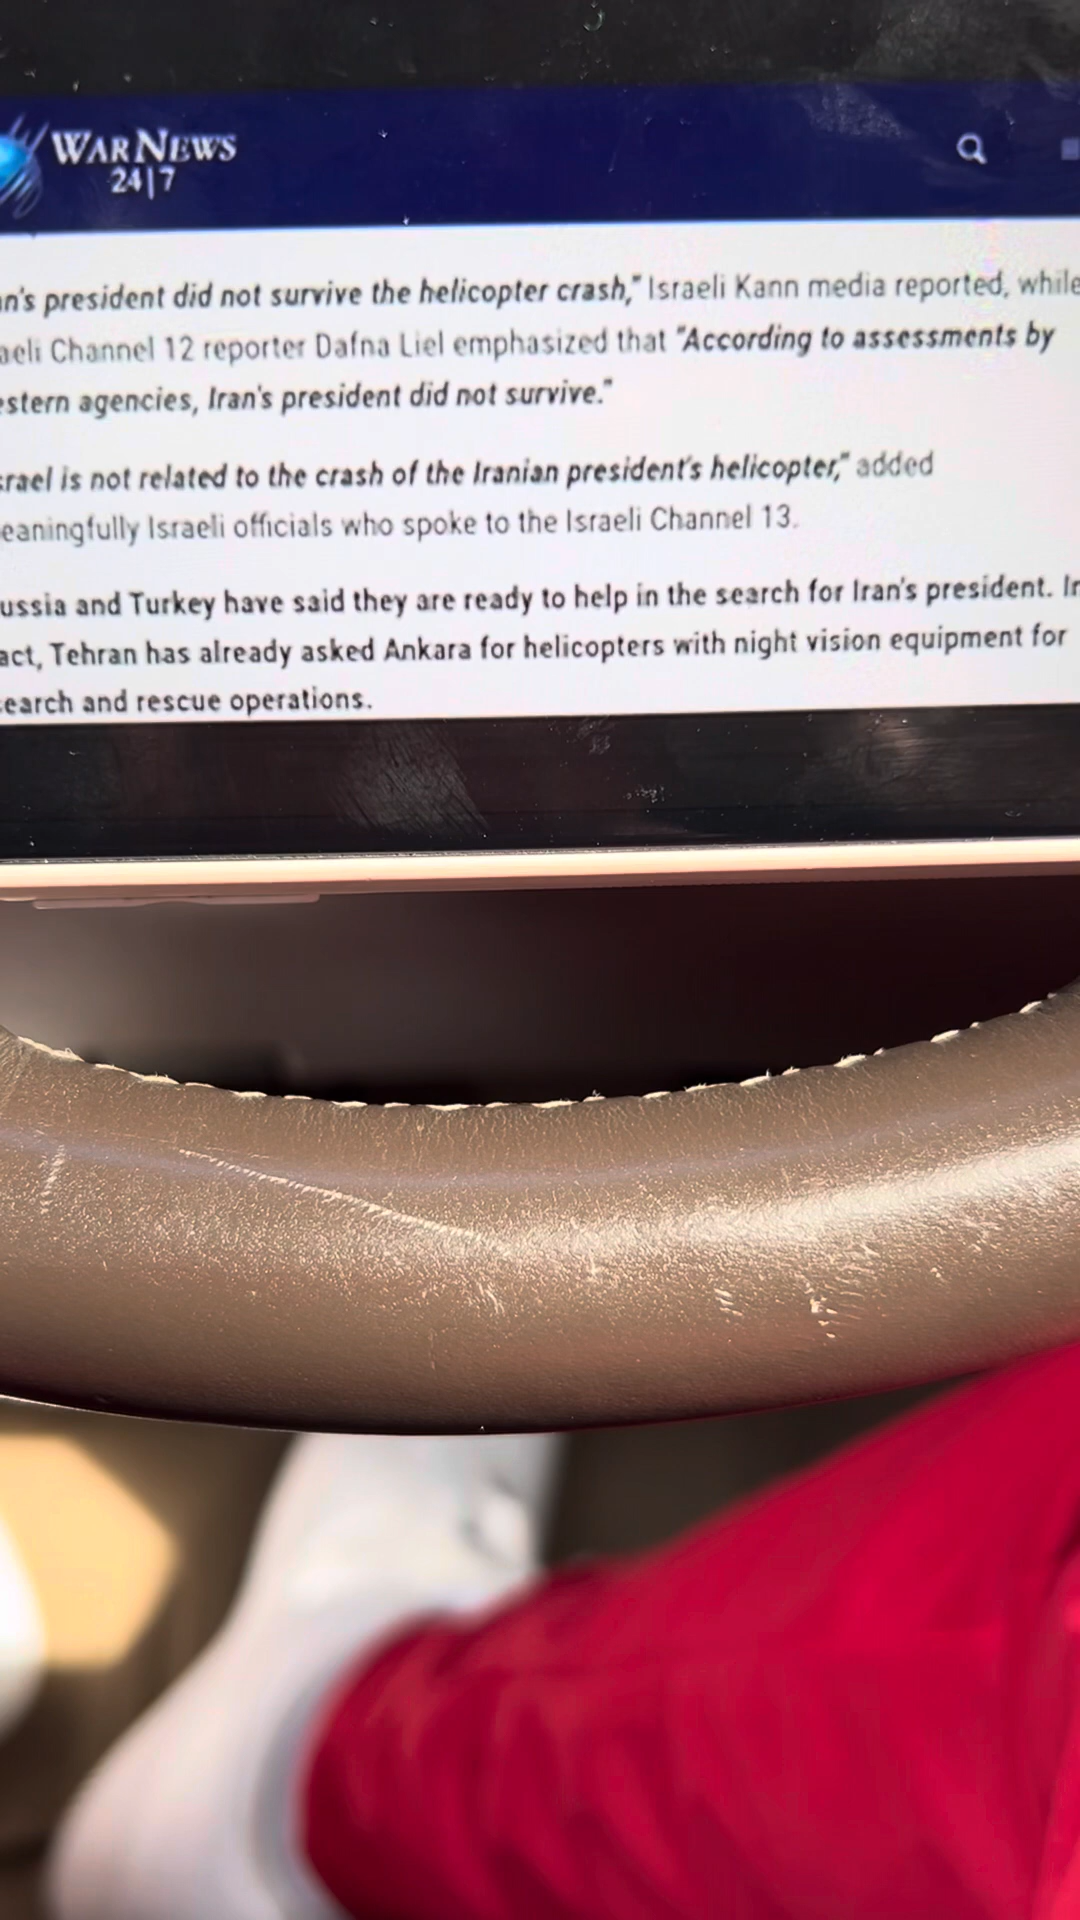 WAR NEWS
24|7
n's president did not survive the helicopter crash," Israeli Kann media reported, while
aeli Channel 12 reporter Dafna Liel emphasized that "According to assessments by
estern agencies, Iran's president did not survive."
srael is not related to the crash of the Iranian president's helicopter," added
eaningfully Israeli officials who spoke to the Israeli Channel 13.
ussia and Turkey have said they are ready to help in the search for Iran's president. In
act, Tehran has already asked Ankara for helicopters with night vision equipment for
earch and rescue operations.